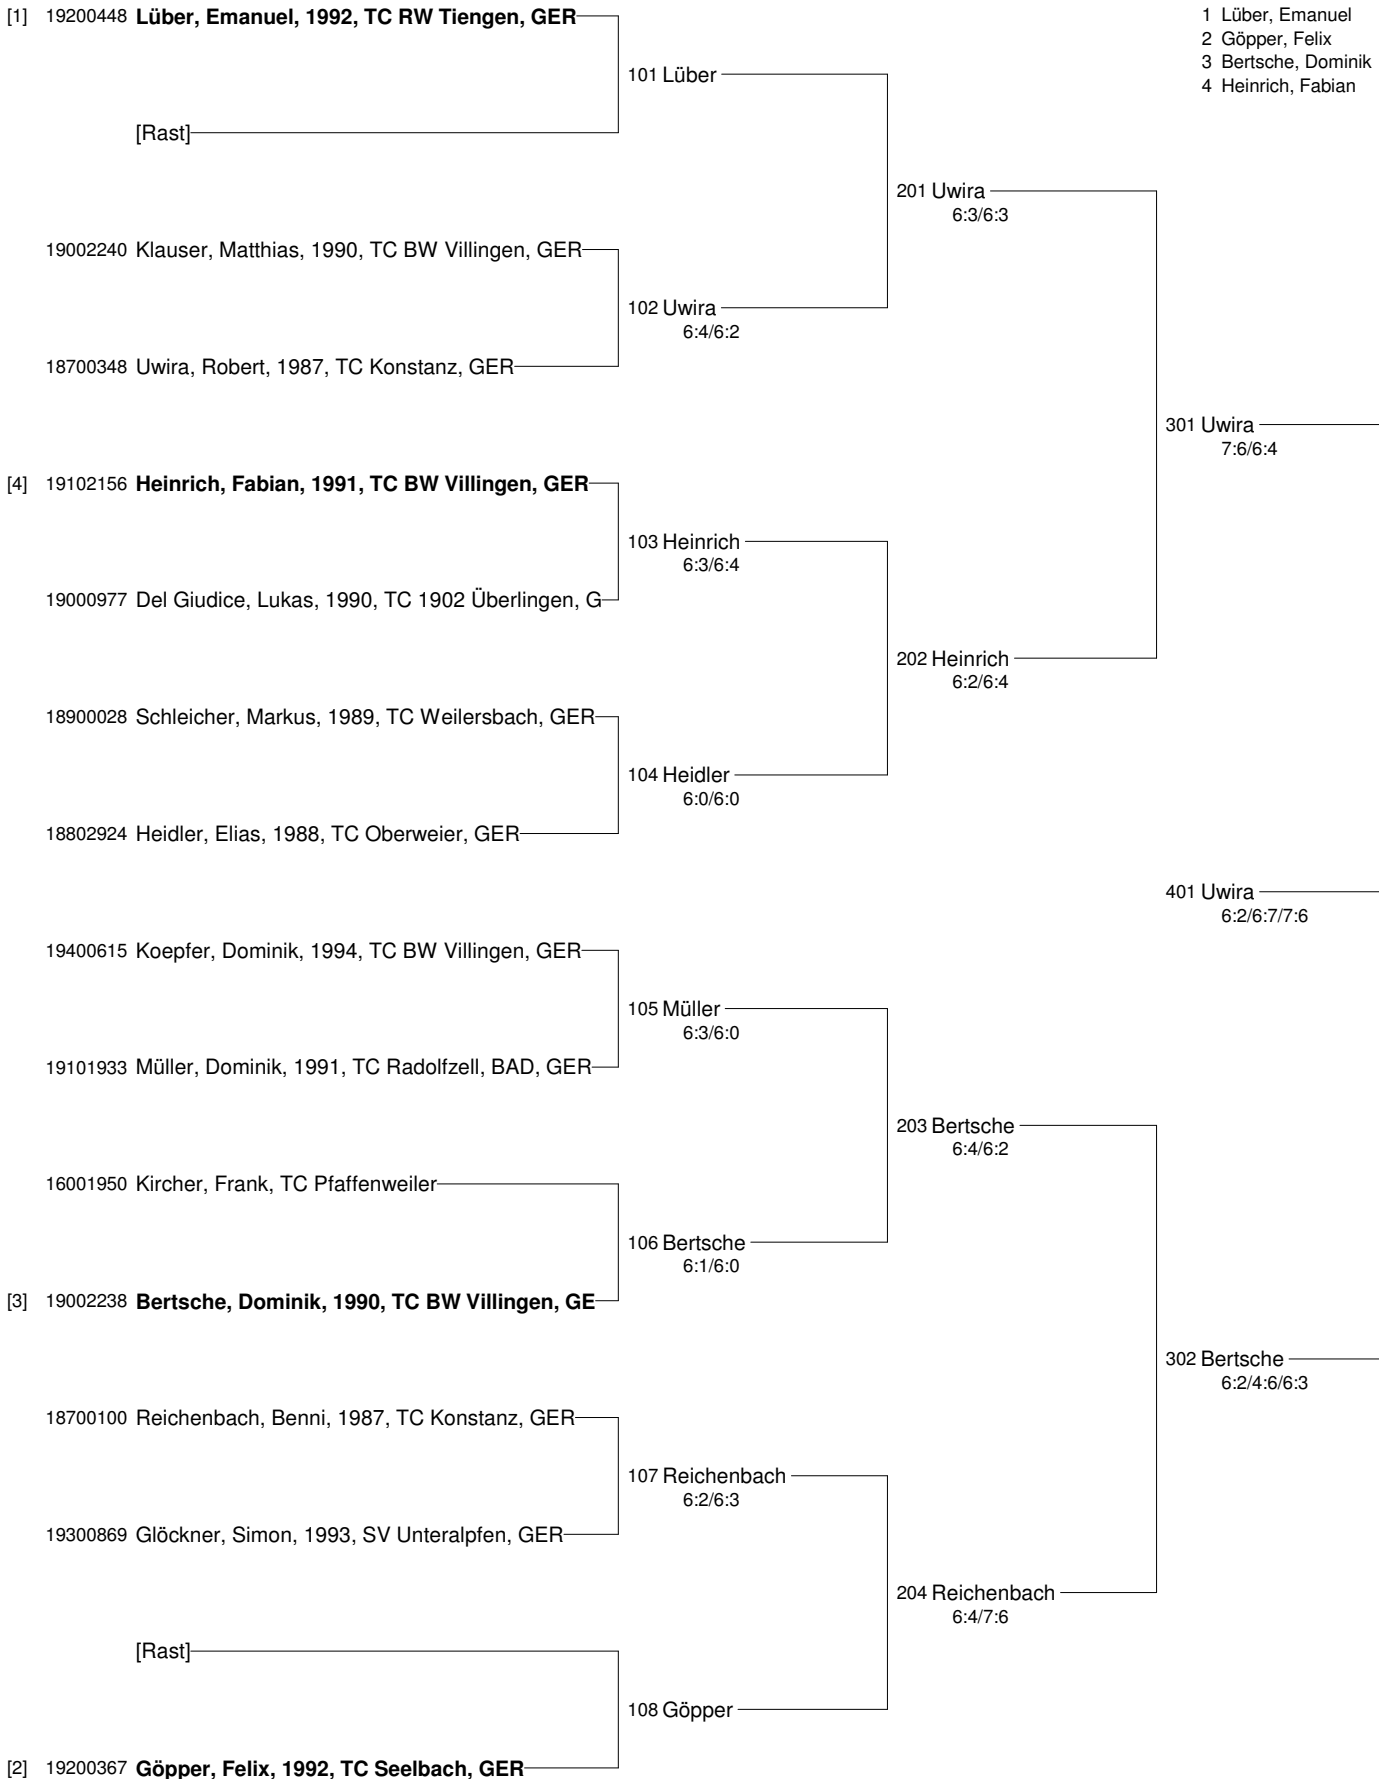 [1] 19200448 Lüber, Emanuel, 1992, TC RW Tiengen, GER
1 Lüber, Emanuel
2 Göpper, Felix
3 Bertsche, Dominik
4 Heinrich, Fabian
101 Lüber
[Rast]
201 Uwira
6:3/6:3
19002240 Klauser, Matthias, 1990, TC BW Villingen, GER
102 Uwira
6:4/6:2
18700348 Uwira, Robert, 1987, TC Konstanz, GER
301 Uwira
7:6/6:4
[4] 19102156 Heinrich, Fabian, 1991, TC BW Villingen, GER
103 Heinrich
6:3/6:4
19000977 Del Giudice, Lukas, 1990, TC 1902 Überlingen, G
202 Heinrich
6:2/6:4
18900028 Schleicher, Markus, 1989, TC Weilersbach, GER
104 Heidler
6:0/6:0
18802924 Heidler, Elias, 1988, TC Oberweier, GER
401 Uwira
6:2/6:7/7:6
19400615 Koepfer, Dominik, 1994, TC BW Villingen, GER
105 Müller
6:3/6:0
19101933 Müller, Dominik, 1991, TC Radolfzell, BAD, GER
203 Bertsche
6:4/6:2
16001950 Kircher, Frank, TC Pfaffenweiler
106 Bertsche
6:1/6:0
[3] 19002238 Bertsche, Dominik, 1990, TC BW Villingen, GE
302 Bertsche
6:2/4:6/6:3
18700100 Reichenbach, Benni, 1987, TC Konstanz, GER
107 Reichenbach
6:2/6:3
19300869 Glöckner, Simon, 1993, SV Unteralpfen, GER
204 Reichenbach
6:4/7:6
[Rast]
108 Göpper
[2] 19200367 Göpper, Felix, 1992, TC Seelbach, GER